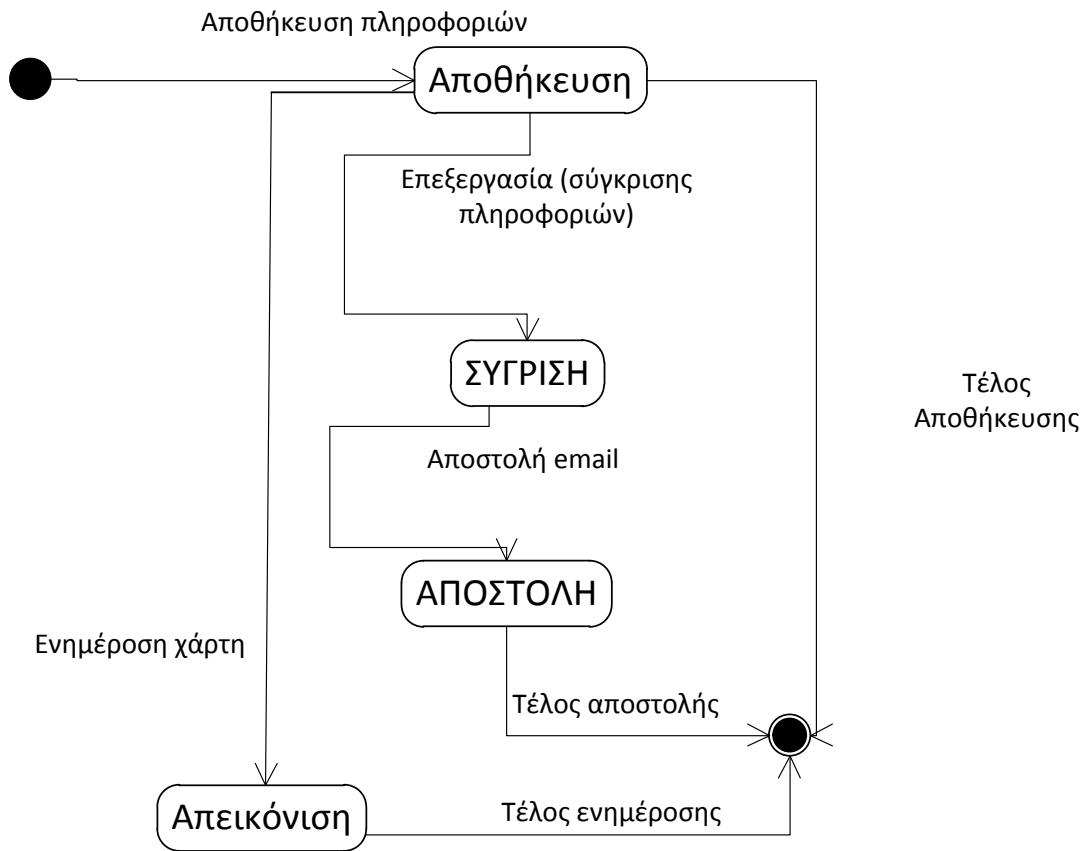 Αποθήκευση πληροφοριών
Αποθήκευση
Επεξεργασία (σύγκρισης
πληροφοριών)
ΣΥΓΡΙΣΗ
Τέλος
Αποθήκευσης
Αποστολή email
ΑΠΟΣΤΟΛΗ
Ενημέροση χάρτη
Τέλος αποστολής
Απεικόνιση
Τέλος ενημέροσης